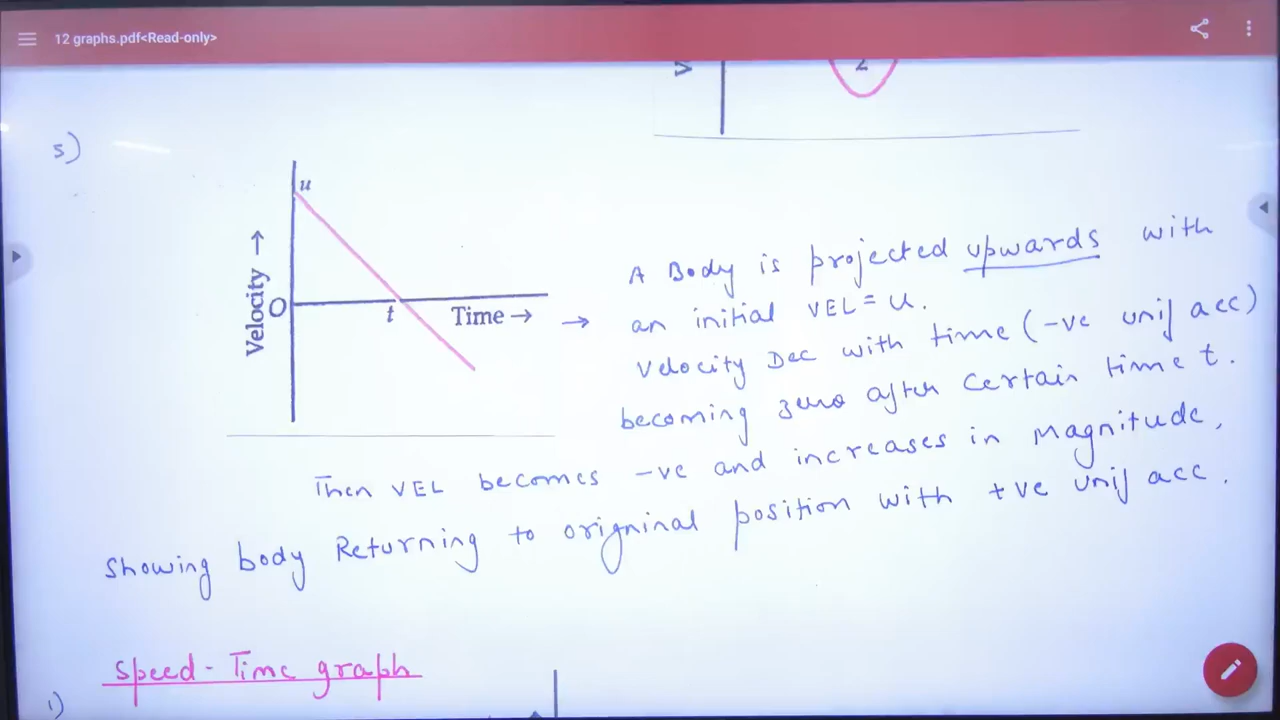 12 graphs.pdf<Read-only>
V
2
5)
u
Velocity →
O
t
Time →
→ A Body is projected upwards with
an initial VEL = u.
Velocity Dec with time (-ve unif acc)
becoming zero after certain time t.
Then VEL becomes -ve and increases in Magnitude,
showing body Returning to origninal position with +ve unif acc.
Speed - Time graph
1)